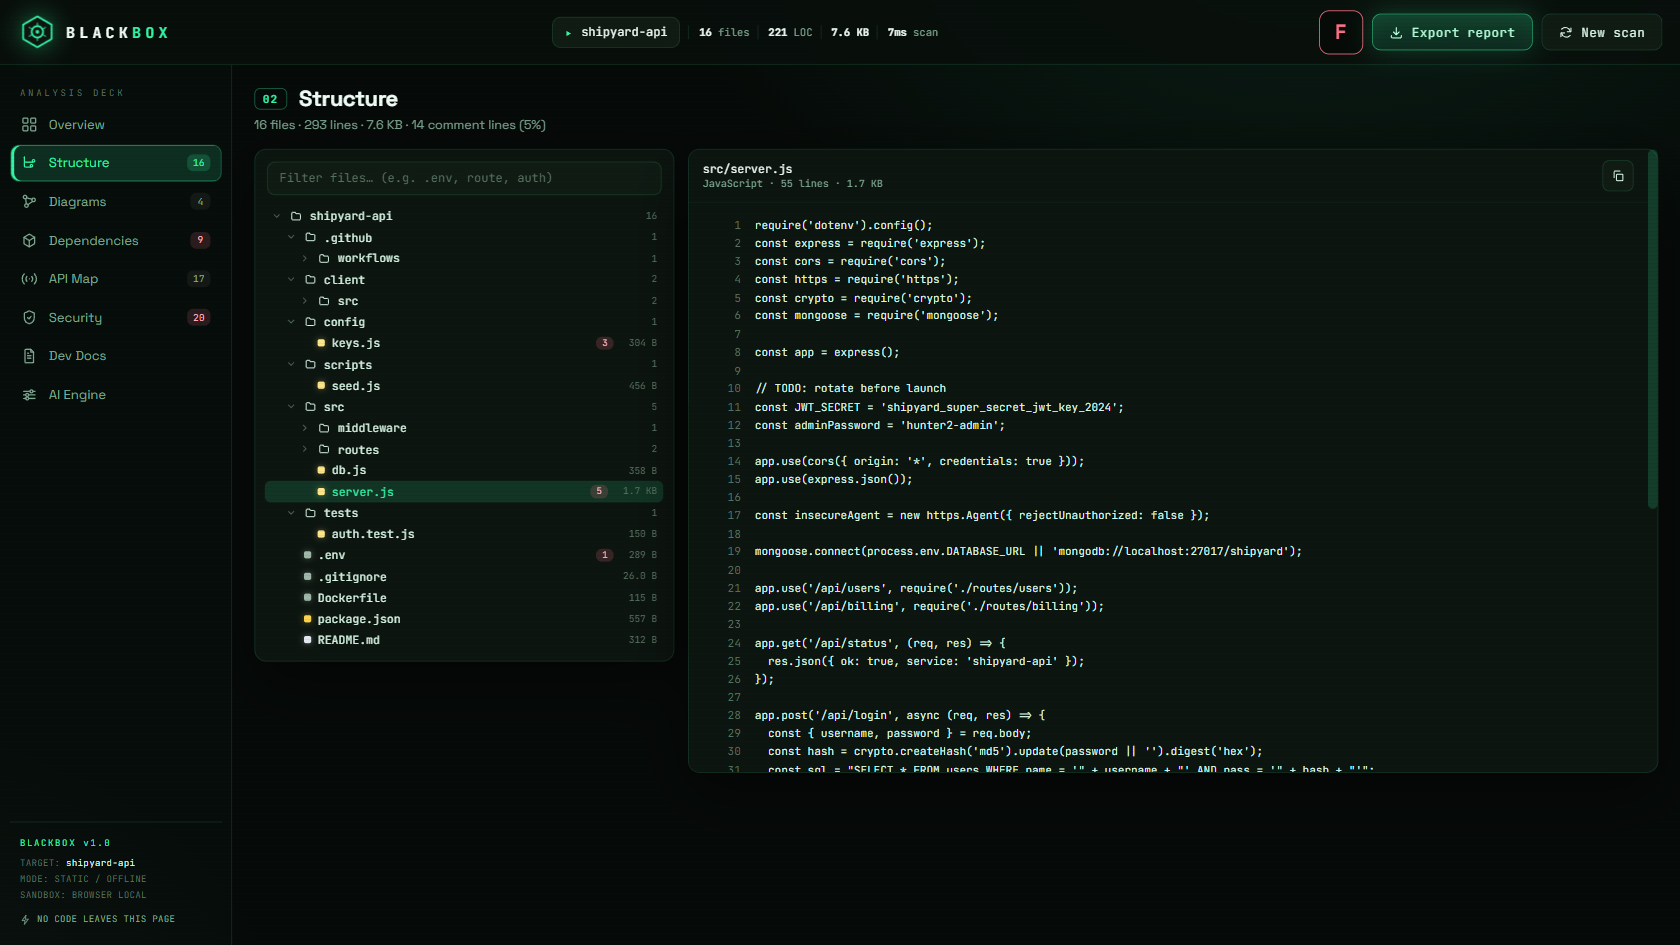 BLACKBOX
▸ shipyard-api
16 files
221 LOC
7.6 KB
7ms scan
F
Export report
New scan
ANALYSIS DECK
Overview
Structure 16
Diagrams 4
Dependencies 9
API Map 17
Security 20
Dev Docs
AI Engine
BLACKBOX v1.0
TARGET: shipyard-api
MODE: STATIC / OFFLINE
SANDBOX: BROWSER LOCAL
NO CODE LEAVES THIS PAGE
02 Structure
16 files · 293 lines · 7.6 KB · 14 comment lines (5%)
Filter files… (e.g. .env, route, auth)
shipyard-api 16
.github 1
workflows 1
client 2
src 2
config 1
keys.js 3 304 B
scripts 1
seed.js 456 B
src 5
middleware 1
routes 2
db.js 358 B
server.js 5 1.7 KB
tests 1
auth.test.js 150 B
.env 1 289 B
.gitignore 26.0 B
Dockerfile 115 B
package.json 557 B
README.md 312 B
src/server.js
JavaScript · 55 lines · 1.7 KB
1 require('dotenv').config();
2 const express = require('express');
3 const cors = require('cors');
4 const https = require('https');
5 const crypto = require('crypto');
6 const mongoose = require('mongoose');
7
8 const app = express();
9
10 // TODO: rotate before launch
11 const JWT_SECRET = 'shipyard_super_secret_jwt_key_2024';
12 const adminPassword = 'hunter2-admin';
13
14 app.use(cors({ origin: '*', credentials: true }));
15 app.use(express.json());
16
17 const insecureAgent = new https.Agent({ rejectUnauthorized: false });
18
19 mongoose.connect(process.env.DATABASE_URL || 'mongodb://localhost:27017/shipyard');
20
21 app.use('/api/users', require('./routes/users'));
22 app.use('/api/billing', require('./routes/billing'));
23
24 app.get('/api/status', (req, res) => {
25 res.json({ ok: true, service: 'shipyard-api' });
26 });
27
28 app.post('/api/login', async (req, res) => {
29 const { username, password } = req.body;
30 const hash = crypto.createHash('md5').update(password || '').digest('hex');
31 const sql = "SELECT * FROM users WHERE name = '" + username + "' AND pass = '" + hash + "'";